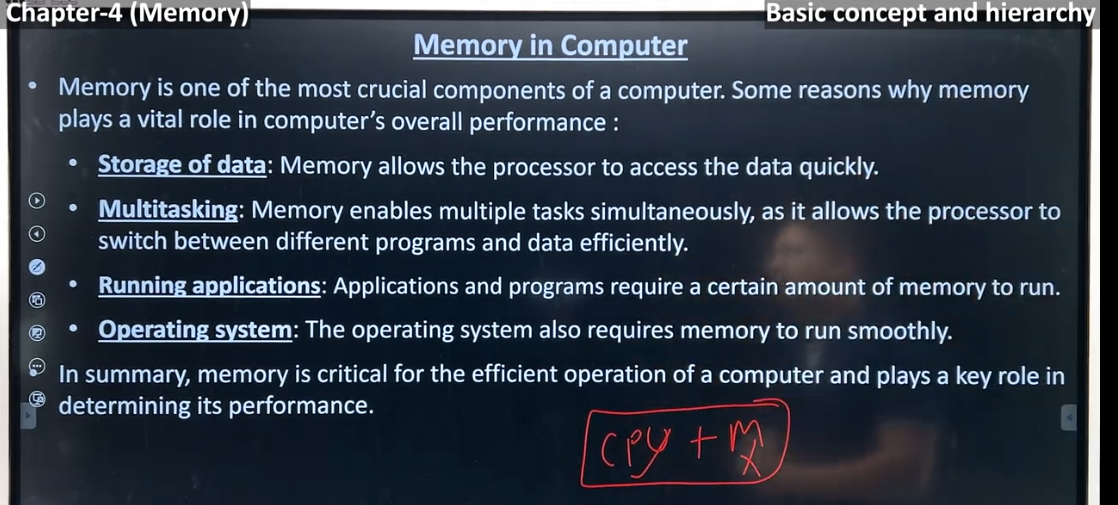 Chapter-4 (Memory)
Basic concept and hierarchy
Memory in Computer
• Memory is one of the most crucial components of a computer. Some reasons why memory
plays a vital role in computer's overall performance :
• Storage of data: Memory allows the processor to access the data quickly.
• Multitasking: Memory enables multiple tasks simultaneously, as it allows the processor to
switch between different programs and data efficiently.
• Running applications: Applications and programs require a certain amount of memory to run.
• Operating system: The operating system also requires memory to run smoothly.
• In summary, memory is critical for the efficient operation of a computer and plays a key role in
determining its performance.
CPU + M